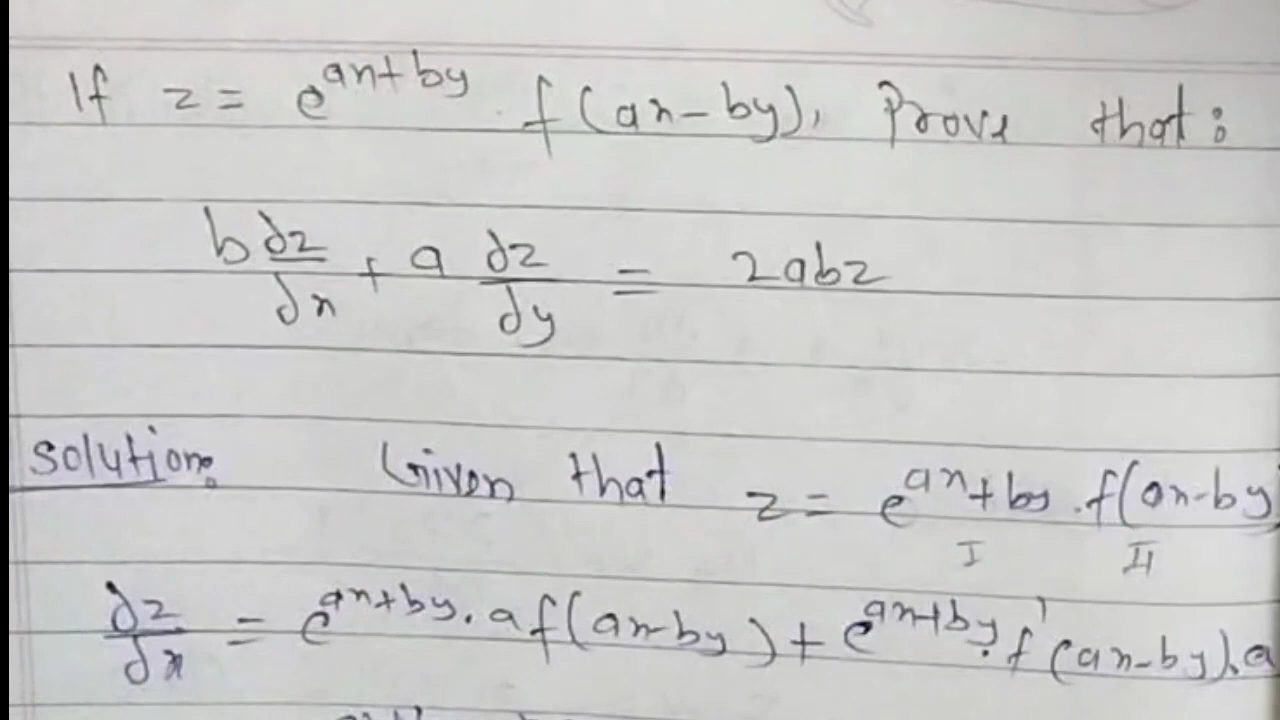 If z = e^{ax+by} . f(ax-by), Prove that:
b ∂z/∂x + a ∂z/∂y = 2abz
Solution: Given that z = e^{ax+by} . f(ax-by)
I II
∂z/∂x = e^{ax+by} . a f(ax-by) + e^{ax+by} . f'(ax-by) . a